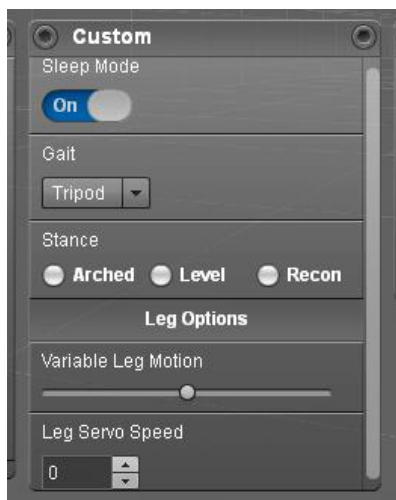 Custom
Sleep Mode
On
Gait
Tripod
Stance
Arched Level Recon
Leg Options
Variable Leg Motion
Leg Servo Speed
0